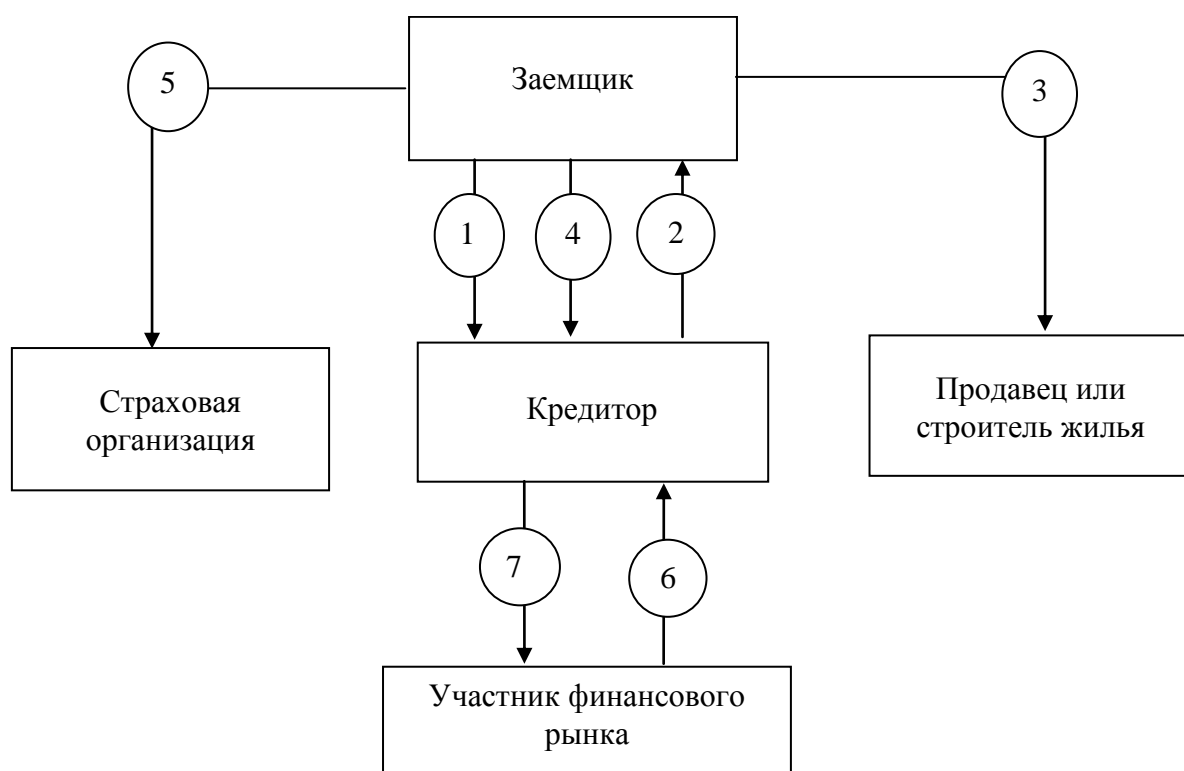 Заемщик
5
3
1
4
2
Страховая
организация
Кредитор
Продавец или
строитель жилья
7
6
Участник финансового
рынка